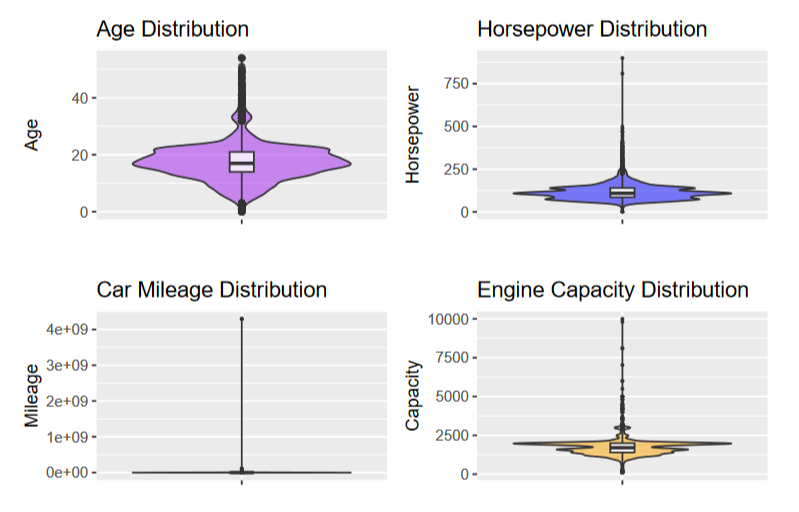 Age Distribution
Age
40
20
0
Horsepower Distribution
Horsepower
750
500
250
0
Car Mileage Distribution
Mileage
4e+09
3e+09
2e+09
1e+09
0e+00
Engine Capacity Distribution
Capacity
10000
7500
5000
2500
0